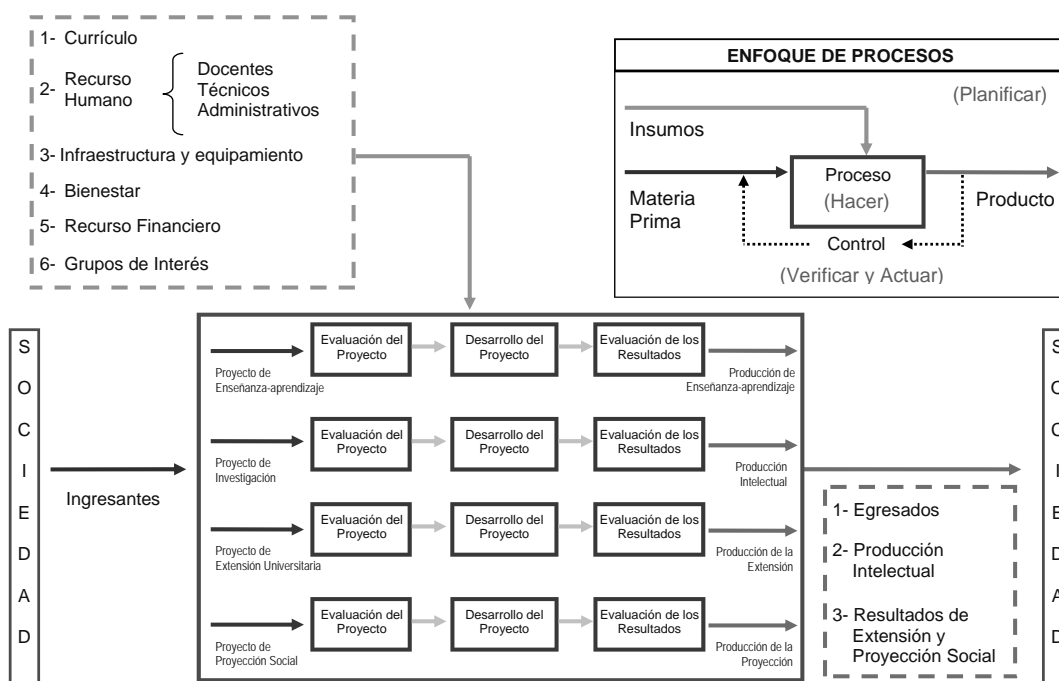 1- Currículo
2- Recurso
Humano
Docentes
Técnicos
Administrativos
3- Infraestructura y equipamiento
4- Bienestar
5- Recurso Financiero
6- Grupos de Interés
ENFOQUE DE PROCESOS
(Planificar)
Insumos
Materia
Prima
Proceso
(Hacer)
Producto
Control
(Verificar y Actuar)
S
O
C
I
E
D
A
D
Ingresantes
Proyecto de
Enseñanza-aprendizaje
Evaluación del
Proyecto
Desarrollo del
Proyecto
Evaluación de los
Resultados
Producción de
Enseñanza-aprendizaje
Proyecto de
Investigación
Evaluación del
Proyecto
Desarrollo del
Proyecto
Evaluación de los
Resultados
Producción
Intelectual
Proyecto de
Extensión Universitaria
Evaluación del
Proyecto
Desarrollo del
Proyecto
Evaluación de los
Resultados
Producción de la
Extensión
Proyecto de
Proyección Social
Evaluación del
Proyecto
Desarrollo del
Proyecto
Evaluación de los
Resultados
Producción de la
Proyección
1- Egresados
2- Producción
Intelectual
3- Resultados de
Extensión y
Proyección Social
S
O
C
I
E
D
A
D